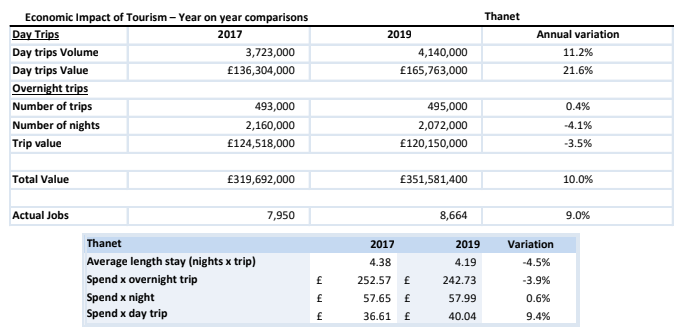 Economic Impact of Tourism – Year on year comparisons Thanet
Day Trips 2017 2019 Annual variation
Day trips Volume 3,723,000 4,140,000 11.2%
Day trips Value £136,304,000 £165,763,000 21.6%
Overnight trips
Number of trips 493,000 495,000 0.4%
Number of nights 2,160,000 2,072,000 -4.1%
Trip value £124,518,000 £120,150,000 -3.5%
Total Value £319,692,000 £351,581,400 10.0%
Actual Jobs 7,950 8,664 9.0%
Thanet 2017 2019 Variation
Average length stay (nights x trip) 4.38 4.19 -4.5%
Spend x overnight trip £ 252.57 £ 242.73 -3.9%
Spend x night £ 57.65 £ 57.99 0.6%
Spend x day trip £ 36.61 £ 40.04 9.4%